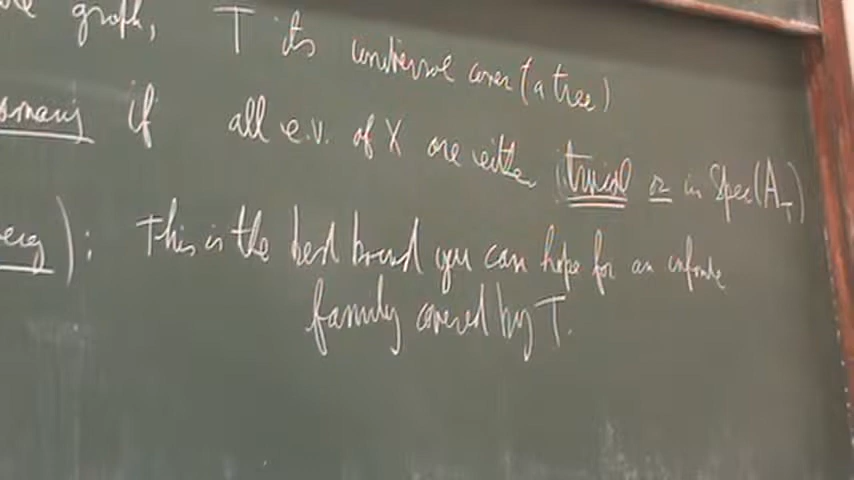 graph, T its universal cover (a tree)
if all e.v. of X are either trivial or in Spec(A_T)
): This is the best bound you can hope for an infinite
family covered by T.